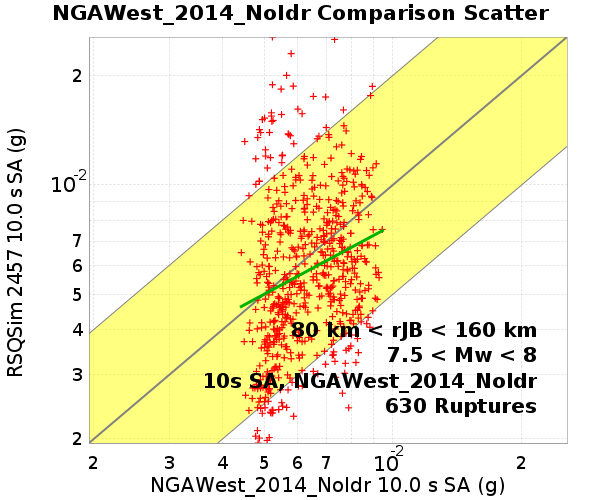 NGAWest_2014_NoIdr Comparison Scatter
RSQSim 2457 10.0 s SA (g)
2
10-2
7
6
5
4
3
2
80 km < rJB < 160 km
7.5 < Mw < 8
10s SA, NGAWest_2014_NoIdr
630 Ruptures
2 3 4 5 6 7 10-2 2
NGAWest_2014_NoIdr 10.0 s SA (g)